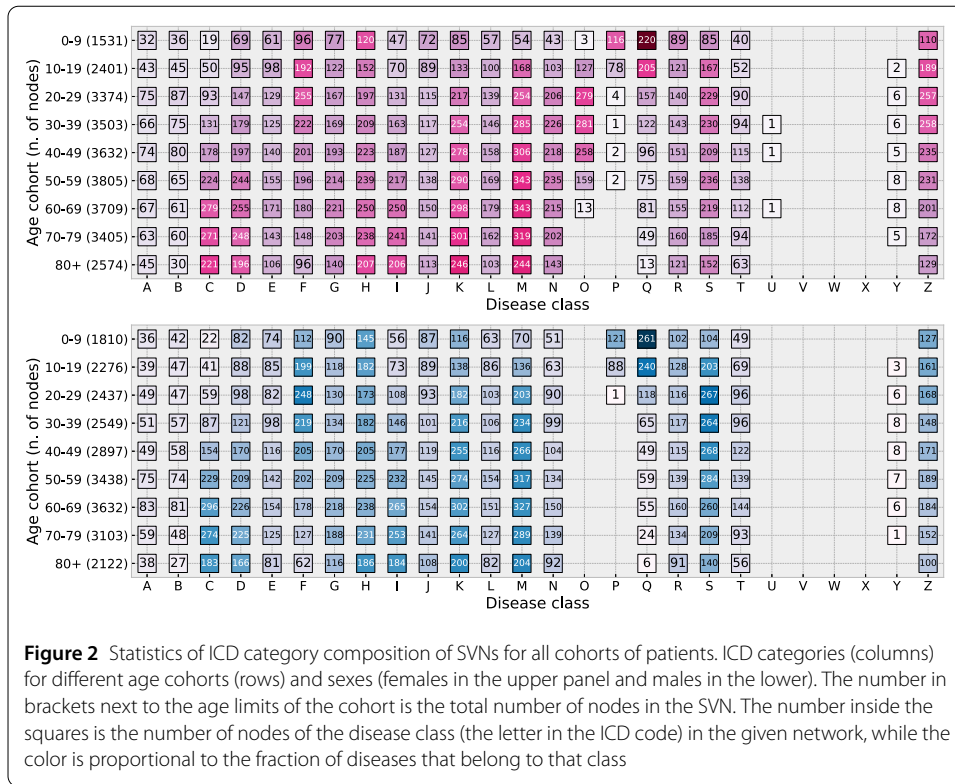 Age cohort (n. of nodes)
0-9 (1531) 32 36 19 69 61 96 77 120 47 72 85 57 54 43 3 116 220 89 85 40 110
10-19 (2401) 43 45 50 95 98 192 122 152 70 89 133 100 168 103 127 78 205 121 167 52 2 189
20-29 (3374) 75 87 93 147 129 255 167 197 131 115 217 139 254 206 279 4 157 140 229 90 6 257
30-39 (3503) 66 75 131 179 125 222 169 209 163 117 254 146 285 226 281 1 122 143 230 94 1 6 258
40-49 (3632) 74 80 178 197 140 201 193 223 187 127 278 158 306 218 258 2 96 151 209 115 1 5 235
50-59 (3805) 68 65 224 244 155 196 214 239 217 138 290 169 343 235 159 2 75 159 236 138 8 231
60-69 (3709) 67 61 279 255 171 180 221 250 250 150 298 179 343 215 13 81 155 219 112 1 8 201
70-79 (3405) 63 60 271 248 143 148 203 238 241 141 301 162 319 202 49 160 185 94 5 172
80+ (2574) 45 30 221 196 106 96 140 207 206 113 246 103 244 143 13 121 152 63 129
A B C D E F G H I J K L M N O P Q R S T U V W X Y Z
Disease class
Age cohort (n. of nodes)
0-9 (1810) 36 42 22 82 74 112 90 145 56 87 116 63 70 51 121 261 102 104 49 127
10-19 (2276) 39 47 41 88 85 199 118 182 73 89 138 86 136 63 88 240 128 203 69 3 161
20-29 (2437) 49 47 59 98 82 248 130 173 108 93 182 103 203 90 1 118 116 267 96 6 168
30-39 (2549) 51 57 87 121 98 219 134 182 146 101 216 106 234 99 65 117 264 96 8 148
40-49 (2897) 49 58 154 170 116 205 170 205 177 119 255 116 266 104 49 115 268 122 8 171
50-59 (3438) 75 74 229 209 142 202 209 225 232 145 274 154 317 134 59 139 284 139 7 189
60-69 (3632) 83 81 296 226 154 178 218 238 265 154 302 151 327 150 55 160 260 144 6 184
70-79 (3103) 59 48 274 225 125 127 188 231 253 141 264 127 289 139 24 134 209 93 1 152
80+ (2122) 38 27 183 166 81 62 116 186 184 108 200 82 204 92 6 91 140 56 100
A B C D E F G H I J K L M N O P Q R S T U V W X Y Z
Disease class
Figure 2 Statistics of ICD category composition of SVNs for all cohorts of patients. ICD categories (columns)
for different age cohorts (rows) and sexes (females in the upper panel and males in the lower). The number in
brackets next to the age limits of the cohort is the total number of nodes in the SVN. The number inside the
squares is the number of nodes of the disease class (the letter in the ICD code) in the given network, while the
color is proportional to the fraction of diseases that belong to that class